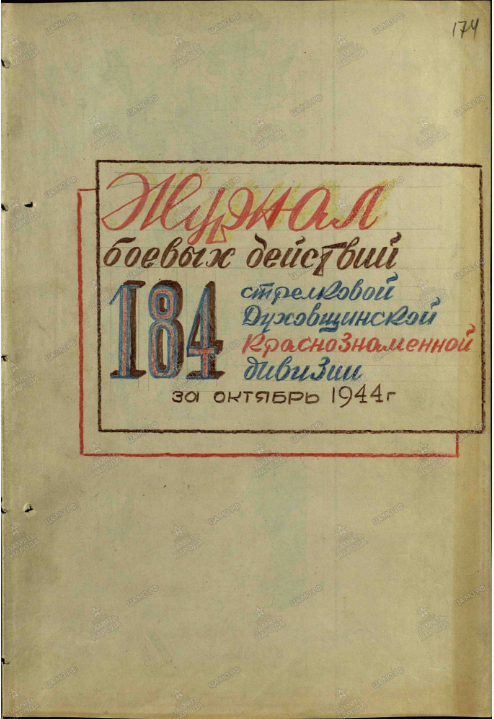 174
Журнал
боевых действий
184 стрелковой
Духовщинской
Краснознаменной
дивизии
за октябрь 1944 г